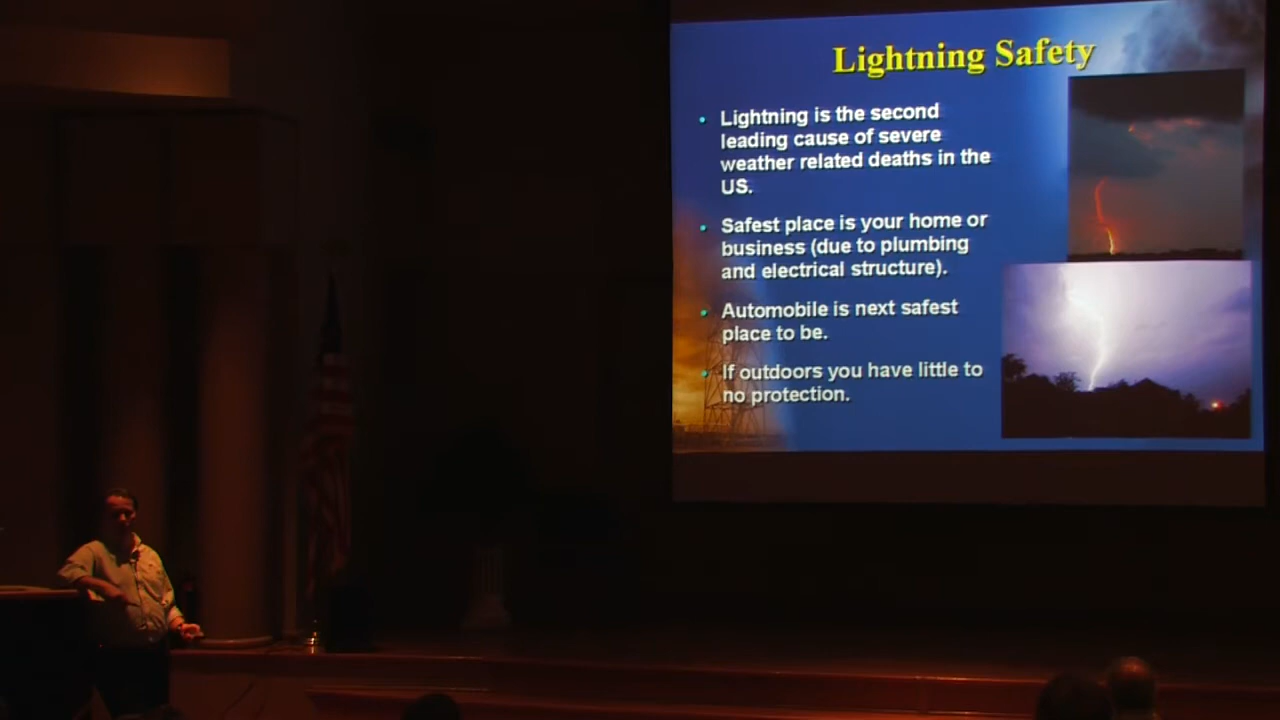 Lightning Safety
• Lightning is the second
leading cause of severe
weather related deaths in the
US.
• Safest place is your home or
business (due to plumbing
and electrical structure).
• Automobile is next safest
place to be.
• If outdoors you have little to
no protection.